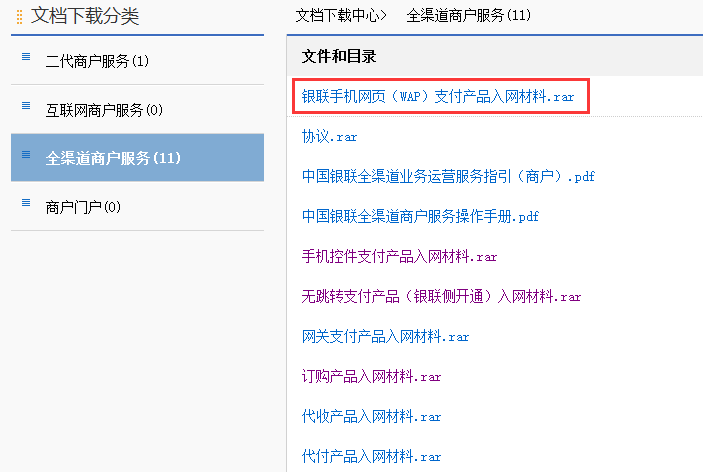 文档下载分类
二代商户服务(1)
互联网商户服务(0)
全渠道商户服务(11)
商户门户(0)
文档下载中心> 全渠道商户服务(11)
文件和目录
银联手机网页（WAP）支付产品入网材料.rar
协议.rar
中国银联全渠道业务运营服务指引（商户）.pdf
中国银联全渠道商户服务操作手册.pdf
手机控件支付产品入网材料.rar
无跳转支付产品（银联侧开通）入网材料.rar
网关支付产品入网材料.rar
订购产品入网材料.rar
代收产品入网材料.rar
代付产品入网材料.rar